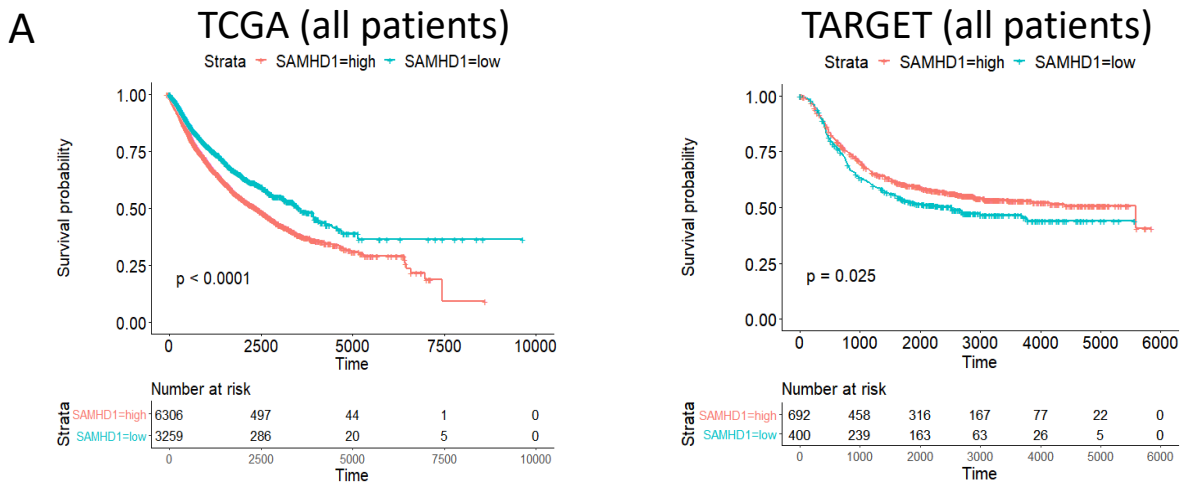 A
TCGA (all patients)
Strata SAMHD1=high SAMHD1=low
Survival probability
1.00
0.75
0.50
0.25
0.00
p < 0.0001
0 2500 5000 7500 10000
Time
Number at risk
Strata
SAMHD1=high 6306 497 44 1 0
SAMHD1=low 3259 286 20 5 0
0 2500 5000 7500 10000
Time
TARGET (all patients)
Strata SAMHD1=high SAMHD1=low
Survival probability
1.00
0.75
0.50
0.25
0.00
p = 0.025
0 1000 2000 3000 4000 5000 6000
Time
Number at risk
Strata
SAMHD1=high 692 458 316 167 77 22 0
SAMHD1=low 400 239 163 63 26 5 0
0 1000 2000 3000 4000 5000 6000
Time